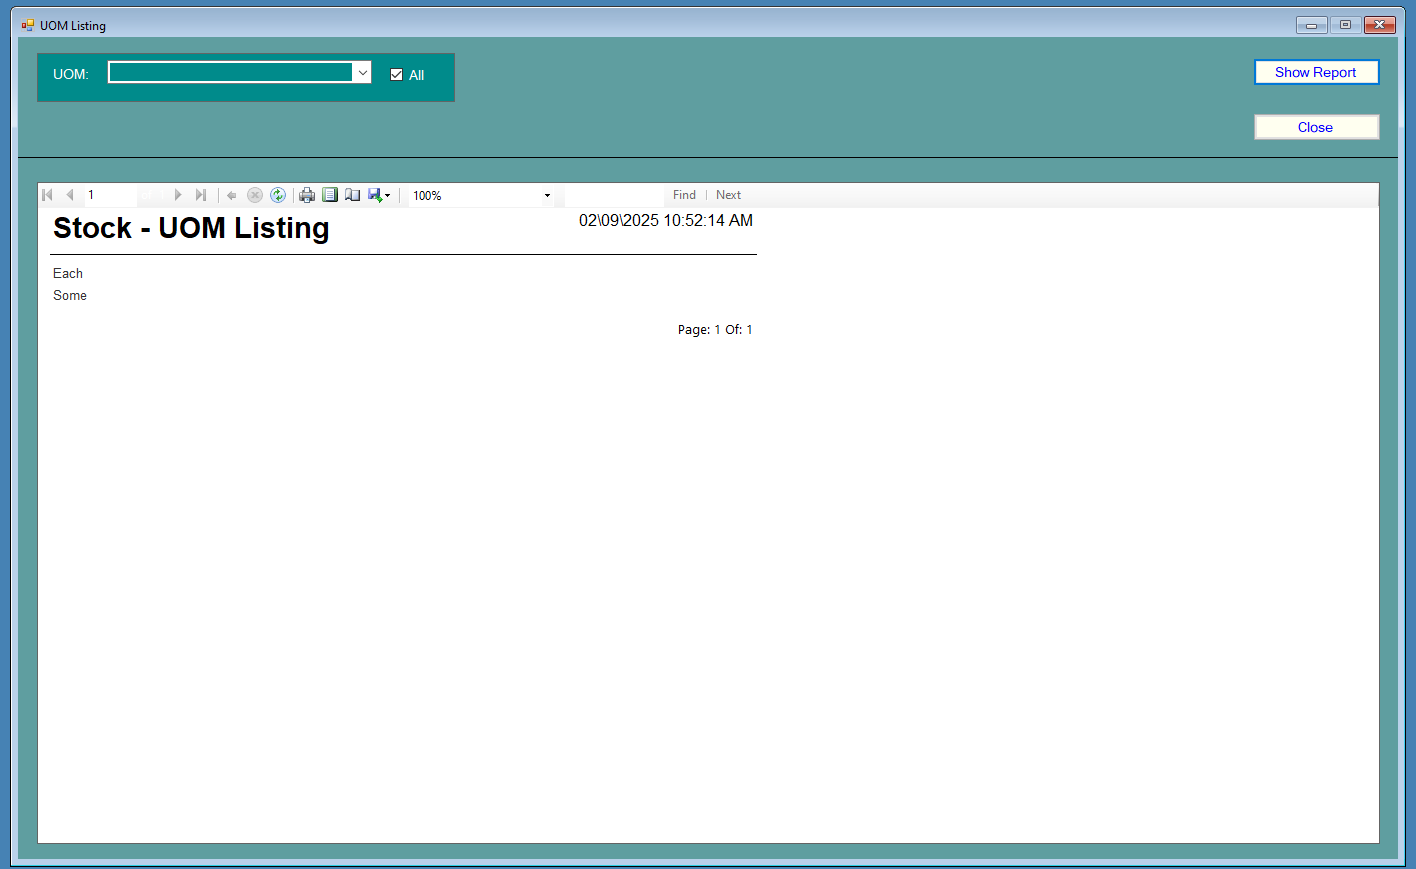 UOM Listing
UOM:
All
Show Report
Close
1
100%
Find | Next
Stock - UOM Listing
02\09\2025 10:52:14 AM
Each
Some
Page: 1 Of: 1